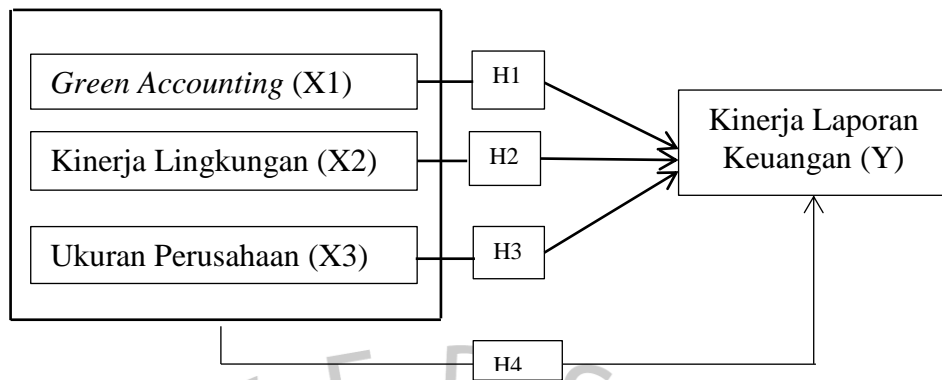 Green Accounting (X1)
H1
Kinerja Laporan
Keuangan (Y)
Kinerja Lingkungan (X2)
H2
Ukuran Perusahaan (X3)
H3
H4